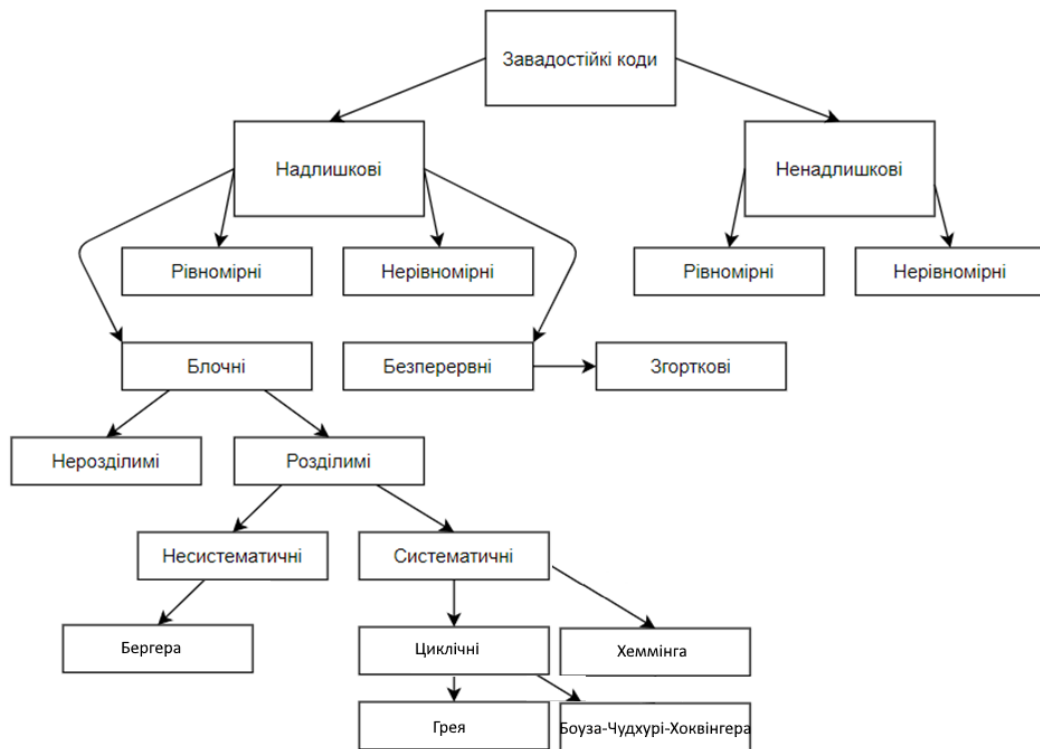 Завадостійкі коди
Надлишкові
Ненадлишкові
Рівномірні
Нерівномірні
Рівномірні
Нерівномірні
Блочні
Безперервні
Згорткові
Нерозділимі
Розділимі
Несистематичні
Систематичні
Бергера
Циклічні
Хеммінга
Грея
Боуза-Чудхурі-Хоквінгера